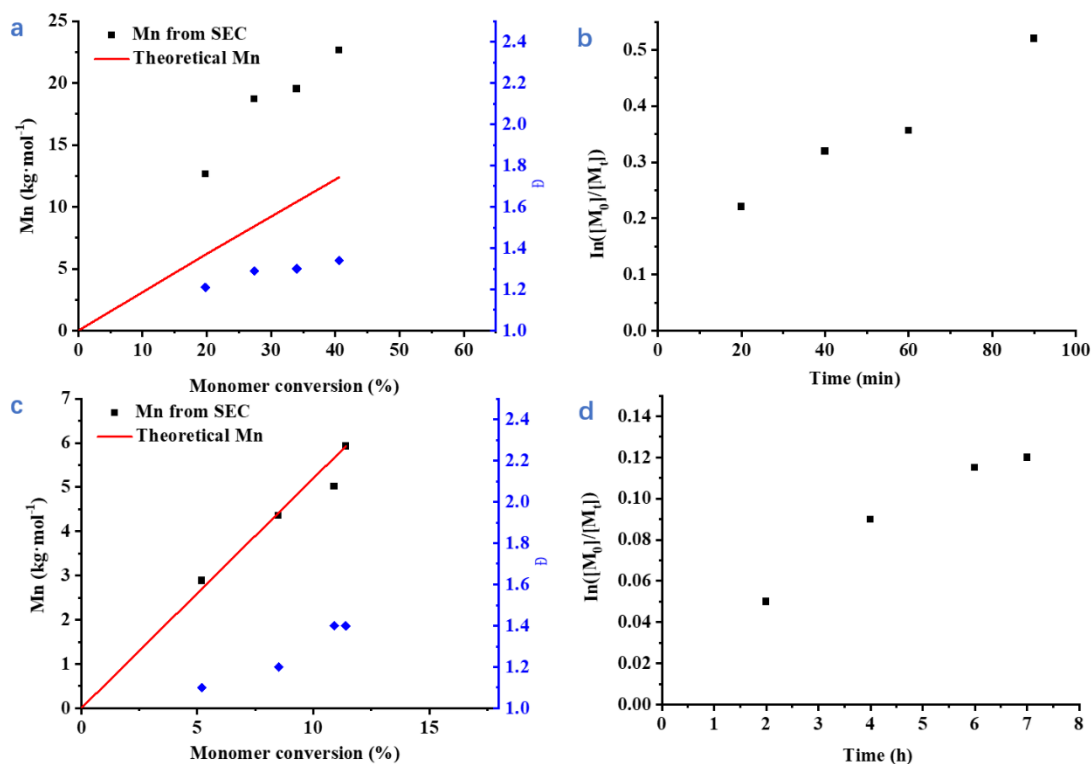 a
Mn from SEC
Theoretical Mn
25
20
15
10
5
0
Mn (kg·mol⁻¹)
2.4
2.2
2.0
1.8
1.6
1.4
1.2
1.0
Đ
0 10 20 30 40 50 60
Monomer conversion (%)
b
0.5
0.4
0.3
0.2
0.1
0.0
In([M₀]/[Mₜ])
0 20 40 60 80 100
Time (min)
c
Mn from SEC
Theoretical Mn
7
6
5
4
3
2
1
0
Mn (kg·mol⁻¹)
2.4
2.2
2.0
1.8
1.6
1.4
1.2
1.0
Đ
0 5 10 15
Monomer conversion (%)
d
0.14
0.12
0.10
0.08
0.06
0.04
0.02
0.00
In([M₀]/[Mₜ])
0 1 2 3 4 5 6 7 8
Time (h)